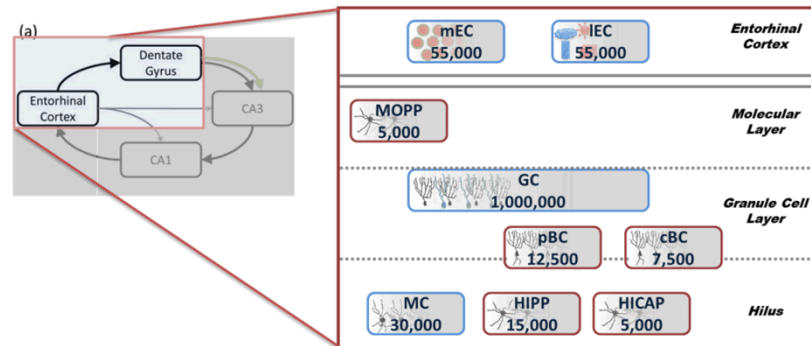 (a)
Dentate
Gyrus
Entorhinal
Cortex
CA3
CA1
mEC
55,000
lEC
55,000
Entorhinal
Cortex
MOPP
5,000
Molecular
Layer
GC
1,000,000
Granule Cell
Layer
pBC
12,500
cBC
7,500
MC
30,000
HIPP
15,000
HICAP
5,000
Hilus